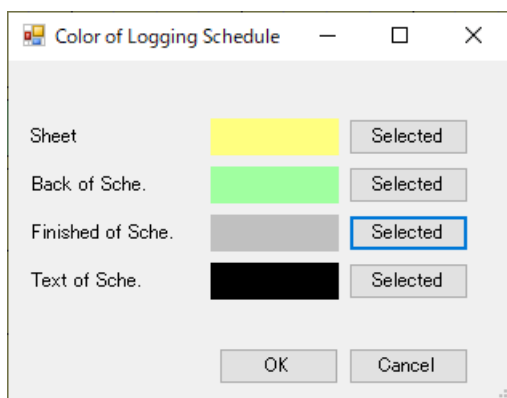 Color of Logging Schedule
Sheet Selected
Back of Sche. Selected
Finished of Sche. Selected
Text of Sche. Selected
OK Cancel